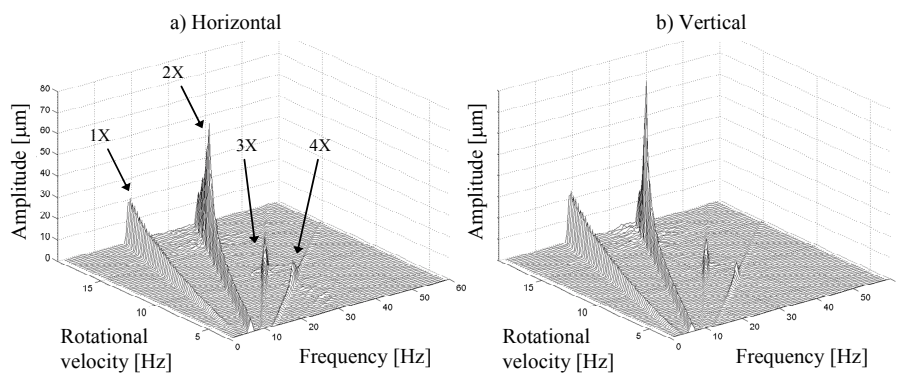 a) Horizontal
b) Vertical
2X
1X
3X
4X
Amplitude [µm]
80
70
60
50
40
30
20
10
0
15
10
5
0
10
20
30
40
50
60
Rotational
velocity [Hz]
Frequency [Hz]
Amplitude [µm]
15
10
5
0
10
20
30
40
50
Rotational
velocity [Hz]
Frequency [Hz]